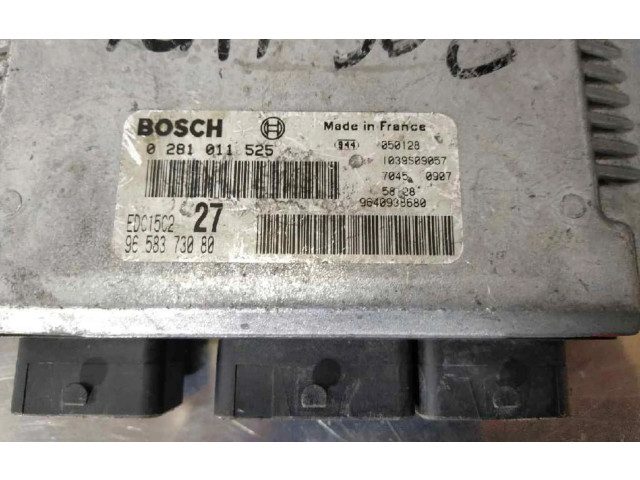 BOSCH
0 281 011 525
EDC15C2 27
96 583 730 80
Made in France
944 050128
1039S09057
7045 0907
58 28
9640938680